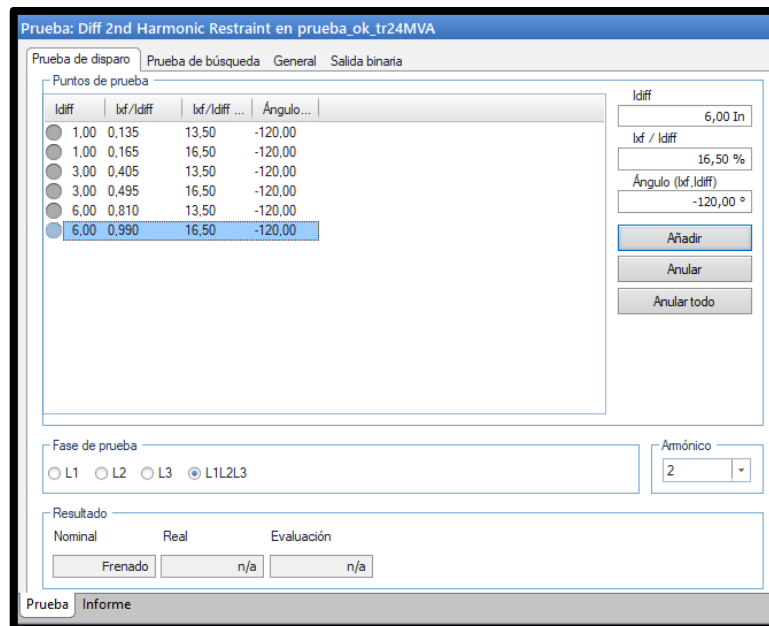 Prueba: Diff 2nd Harmonic Restraint en prueba_ok_tr24MVA
Prueba de disparo Prueba de búsqueda General Salida binaria
Puntos de prueba
Idiff Ixf/Idiff Ixf/Idiff ... Ángulo...
1,00 0,135 13,50 -120,00
1,00 0,165 16,50 -120,00
3,00 0,405 13,50 -120,00
3,00 0,495 16,50 -120,00
6,00 0,810 13,50 -120,00
6,00 0,990 16,50 -120,00
Idiff
6,00 In
Ixf / Idiff
16,50 %
Ángulo (Ixf,Idiff)
-120,00 °
Añadir
Anular
Anular todo
Fase de prueba
L1 L2 L3 L1L2L3
Armónico
2
Resultado
Nominal Real Evaluación
Frenado n/a n/a
Prueba Informe